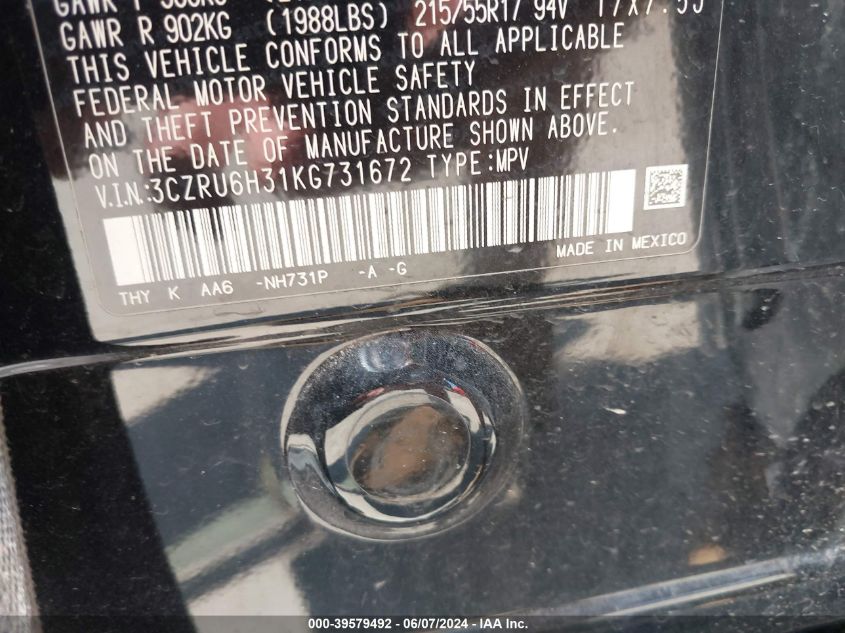 GAWR R 902KG (1988LBS) 215/55R17 94V 17X7.5J
THIS VEHICLE CONFORMS TO ALL APPLICABLE
FEDERAL MOTOR VEHICLE SAFETY
AND THEFT PREVENTION STANDARDS IN EFFECT
ON THE DATE OF MANUFACTURE SHOWN ABOVE.
V.I.N:3CZRU6H31KG731672 TYPE:MPV
MADE IN MEXICO
THY K AA6 -NH731P -A -G
000-39579492 - 06/07/2024 - IAA Inc.